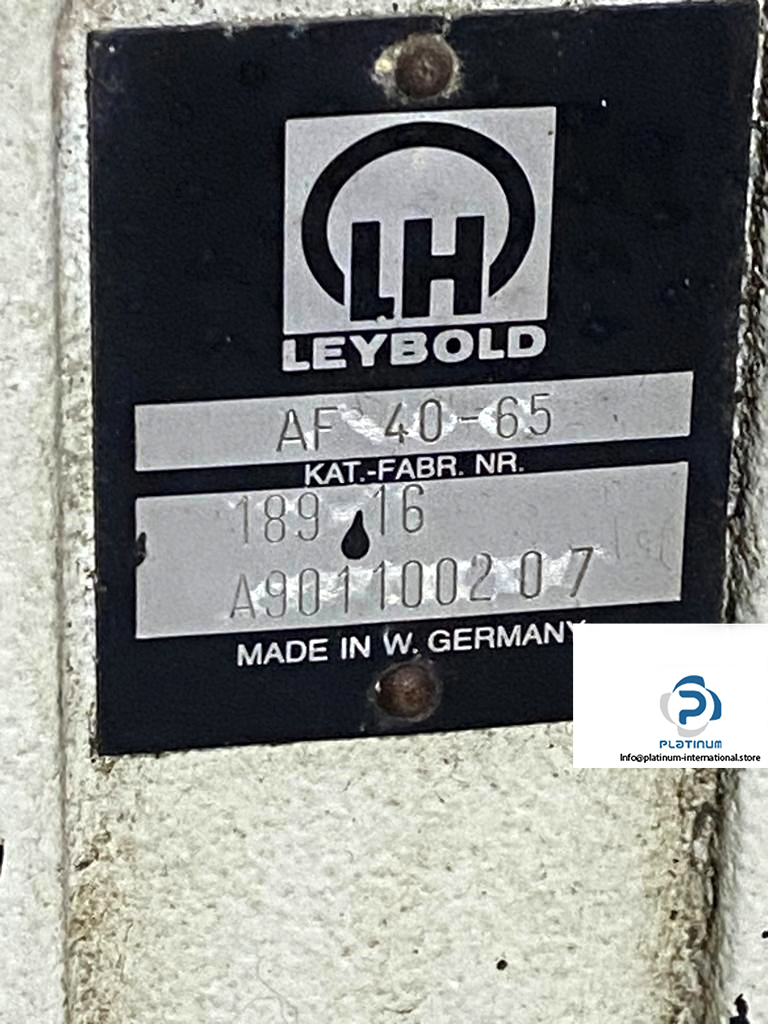 LH
LEYBOLD
AF 40-65
KAT.-FABR. NR.
189 16
A901100207
MADE IN W. GERMANY
P
PLATINUM
Info@platinum-international.store